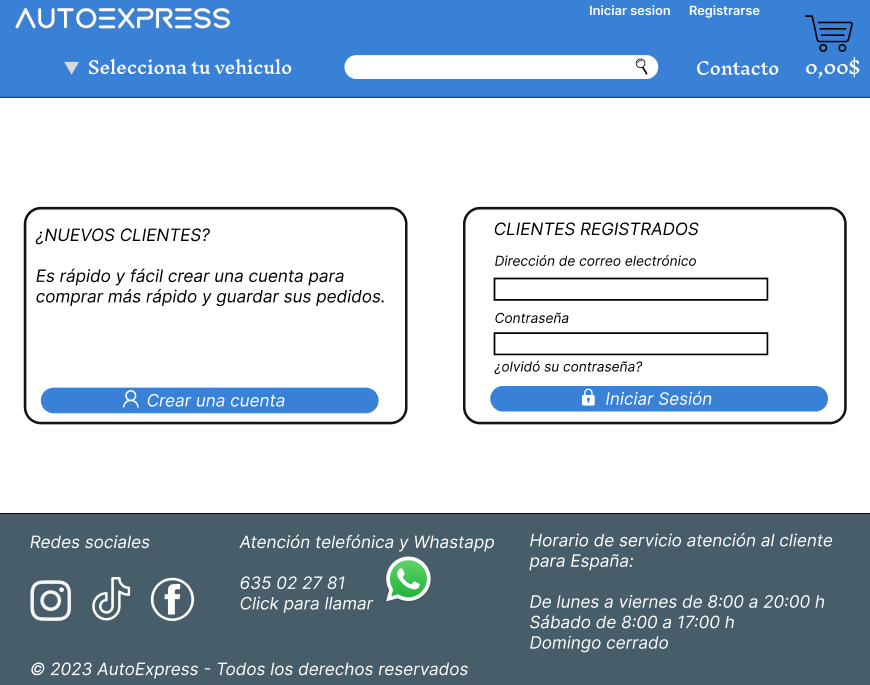 AUTOEXPRESS
Iniciar sesion
Registrarse
Selecciona tu vehiculo
Contacto
0,00$
¿NUEVOS CLIENTES?
Es rápido y fácil crear una cuenta para
comprar más rápido y guardar sus pedidos.
Crear una cuenta
CLIENTES REGISTRADOS
Dirección de correo electrónico
Contraseña
¿olvidó su contraseña?
Iniciar Sesión
Redes sociales
Atención telefónica y Whastapp
635 02 27 81
Click para llamar
Horario de servicio atención al cliente
para España:
De lunes a viernes de 8:00 a 20:00 h
Sábado de 8:00 a 17:00 h
Domingo cerrado
© 2023 AutoExpress - Todos los derechos reservados